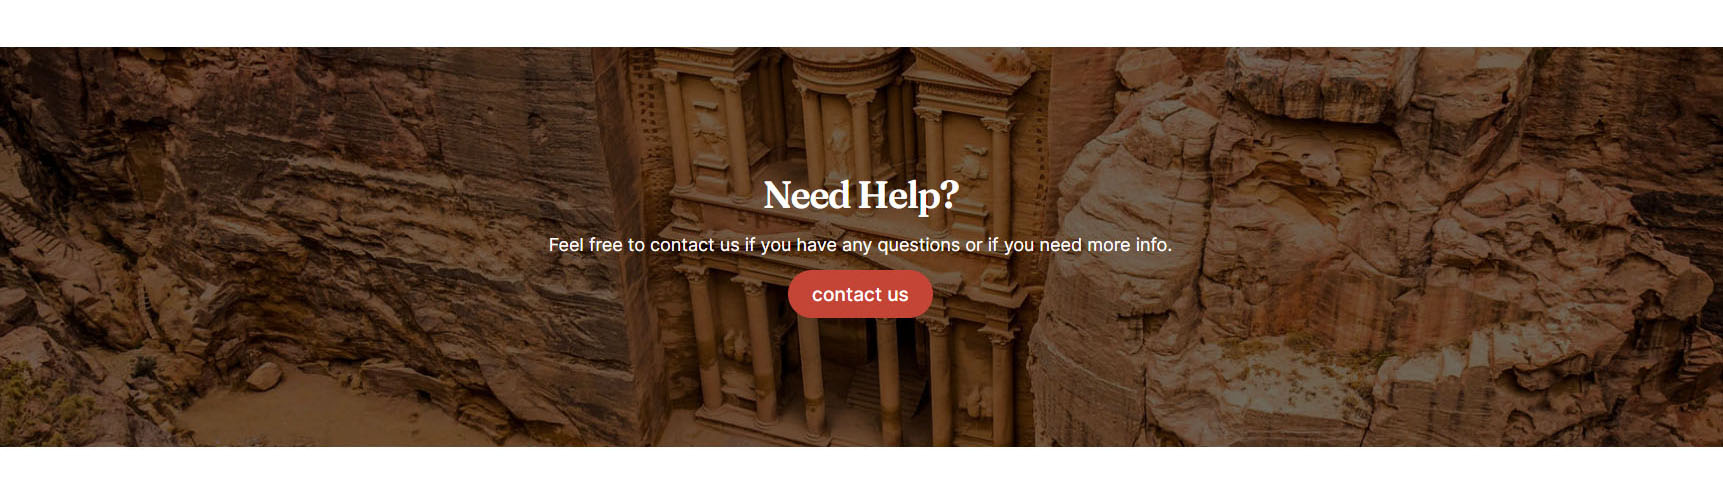 Need Help?
Feel free to contact us if you have any questions or if you need more info.
contact us